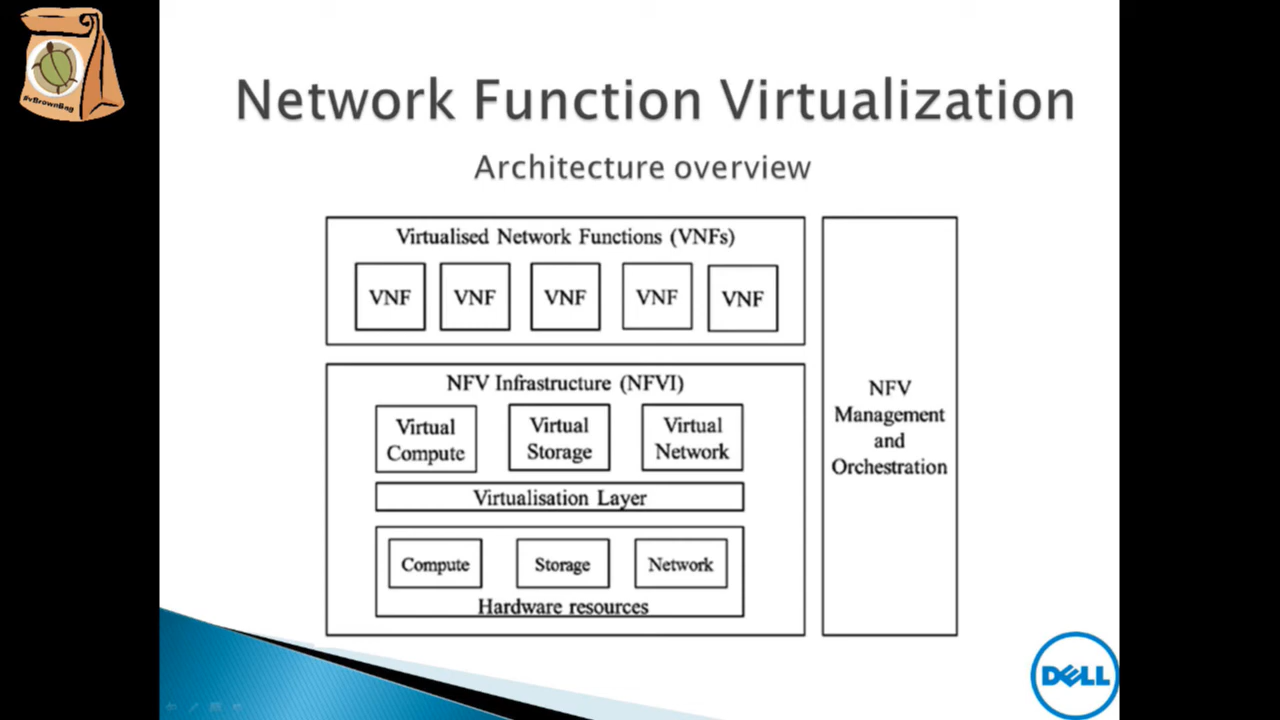 #vBrownBag
Network Function Virtualization
Architecture overview
Virtualised Network Functions (VNFs)
VNF VNF VNF VNF VNF
NFV Infrastructure (NFVI)
Virtual Compute
Virtual Storage
Virtual Network
Virtualisation Layer
Compute Storage Network
Hardware resources
NFV
Management
and
Orchestration
DELL